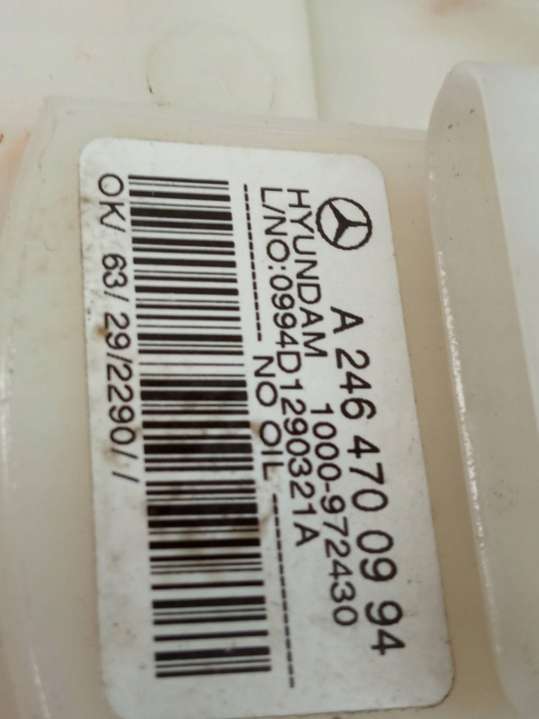 A 246 470 09 94
HYUNDAM 1000-972430
L/NO:0994D1290321A
---------- NO OIL ----------
OK/ 63/ 29/2290/ /